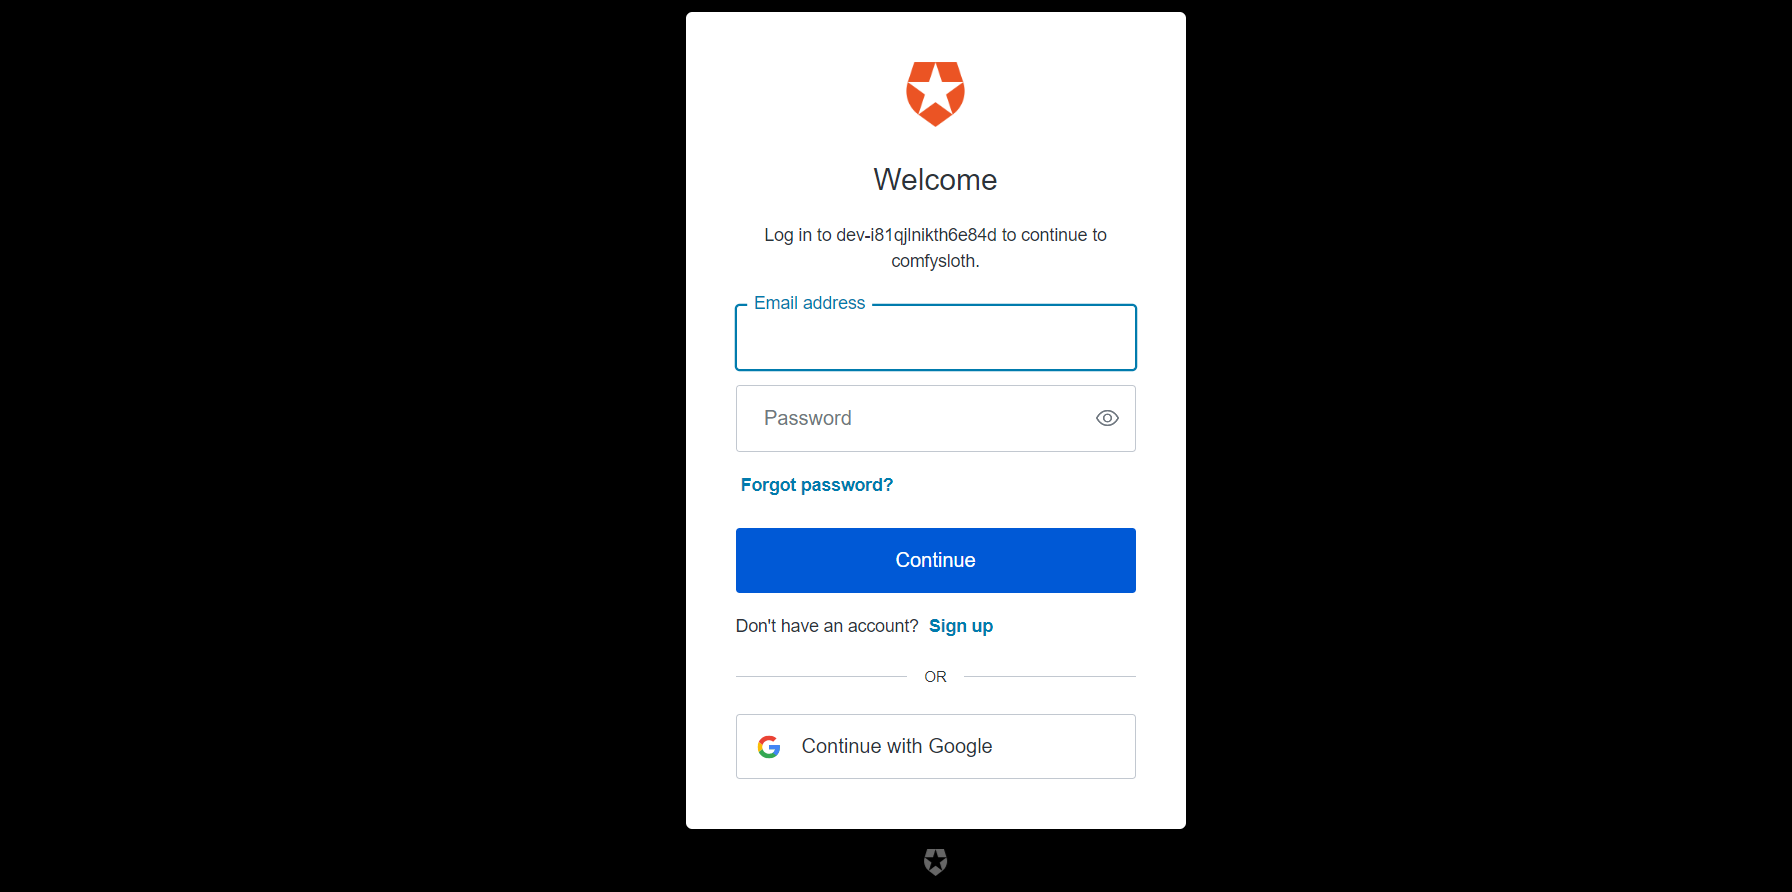 Welcome
Log in to dev-i81qjlnikth6e84d to continue to
comfysloth.
Email address
Password
Forgot password?
Continue
Don't have an account? Sign up
OR
Continue with Google